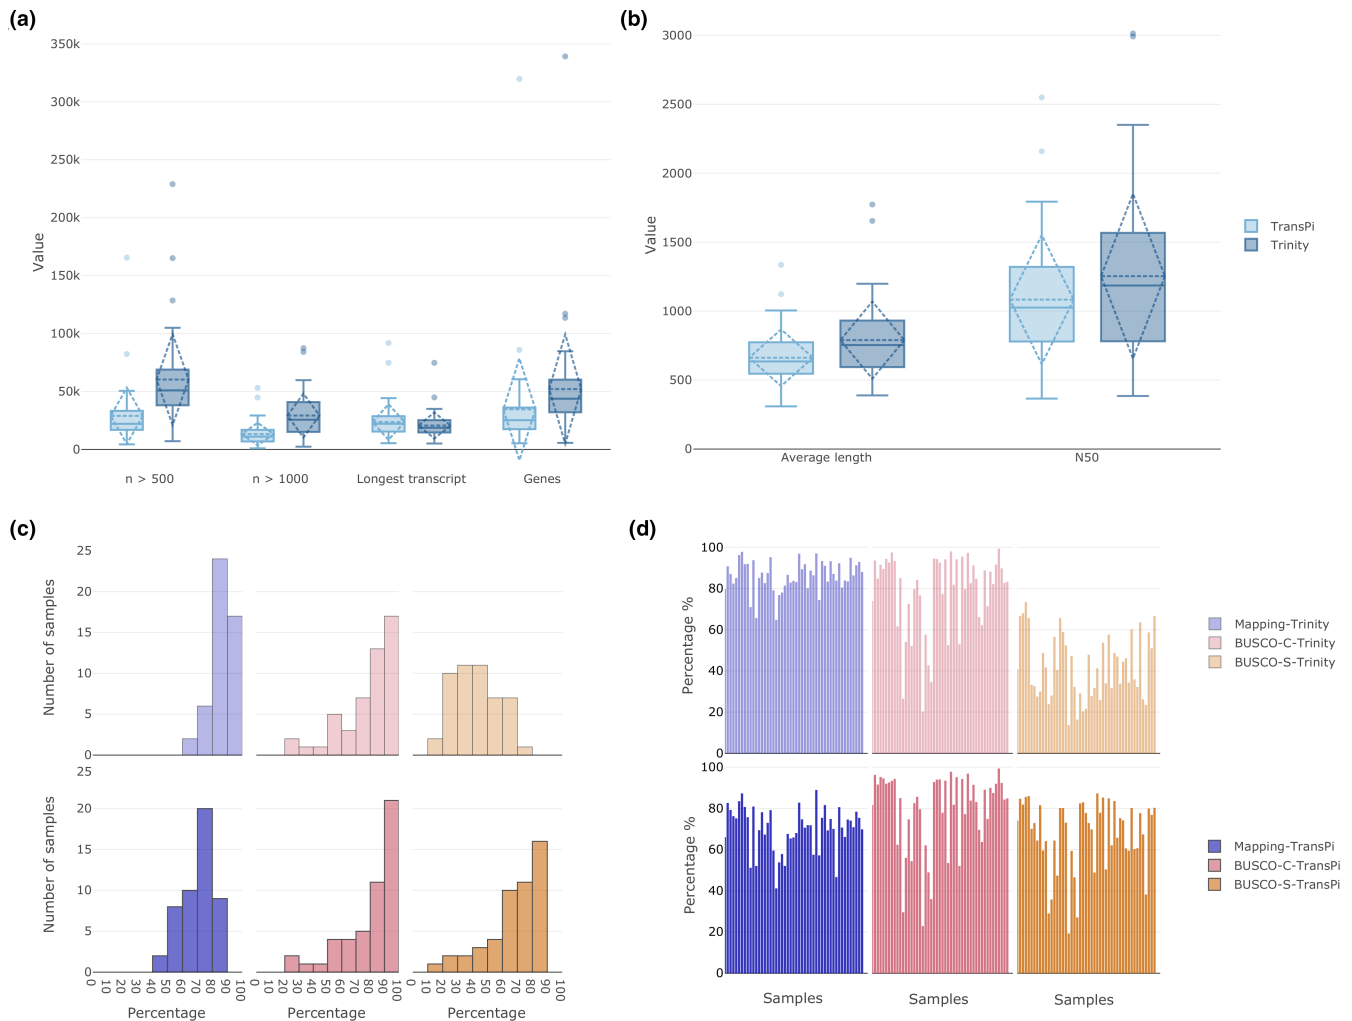 (a)
350k
300k
250k
200k
150k
100k
50k
0
Value
n > 500
n > 1000
Longest transcript
Genes
(b)
3000
2500
2000
1500
1000
500
0
Value
Average length
N50
TransPi
Trinity
(c)
25
20
15
10
5
0
Number of samples
25
20
15
10
5
0
Number of samples
0 10 20 30 40 50 60 70 80 90 100
0 10 20 30 40 50 60 70 80 90 100
0 10 20 30 40 50 60 70 80 90 100
Percentage
Percentage
Percentage
(d)
100
80
60
40
20
0
Percentage %
100
80
60
40
20
0
Percentage %
Samples
Samples
Samples
Mapping-Trinity
BUSCO-C-Trinity
BUSCO-S-Trinity
Mapping-TransPi
BUSCO-C-TransPi
BUSCO-S-TransPi